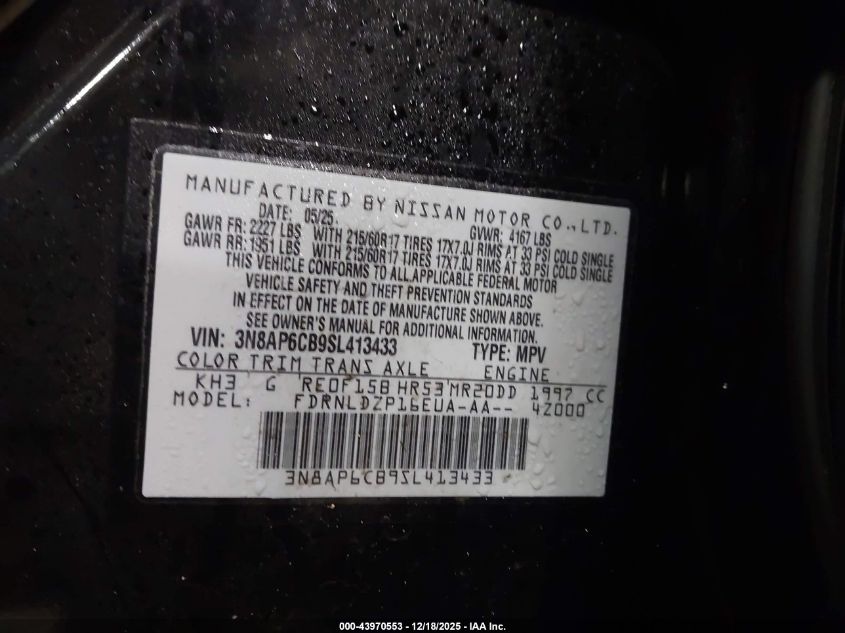 MANUFACTURED BY NISSAN MOTOR CO.,LTD.
DATE: 05/25 GVWR: 4167 LBS
GAWR FR: 2227 LBS WITH 215/60R17 TIRES 17X7.0J RIMS AT 33 PSI COLD SINGLE
GAWR RR: 1951 LBS WITH 215/60R17 TIRES 17X7.0J RIMS AT 33 PSI COLD SINGLE
THIS VEHICLE CONFORMS TO ALL APPLICABLE FEDERAL MOTOR
VEHICLE SAFETY AND THEFT PREVENTION STANDARDS
IN EFFECT ON THE DATE OF MANUFACTURE SHOWN ABOVE.
SEE OWNER'S MANUAL FOR ADDITIONAL INFORMATION.
VIN: 3N8AP6CB9SL413433 TYPE: MPV
COLOR TRIM TRANS AXLE ENGINE
KH3 G RE0F15B HR53 MR20DD 1997 CC
MODEL: FDRNLDZP16EUA-AA-- 4Z000
3N8AP6CB9SL413433
000-43970553 - 12/18/2025 - IAA Inc.